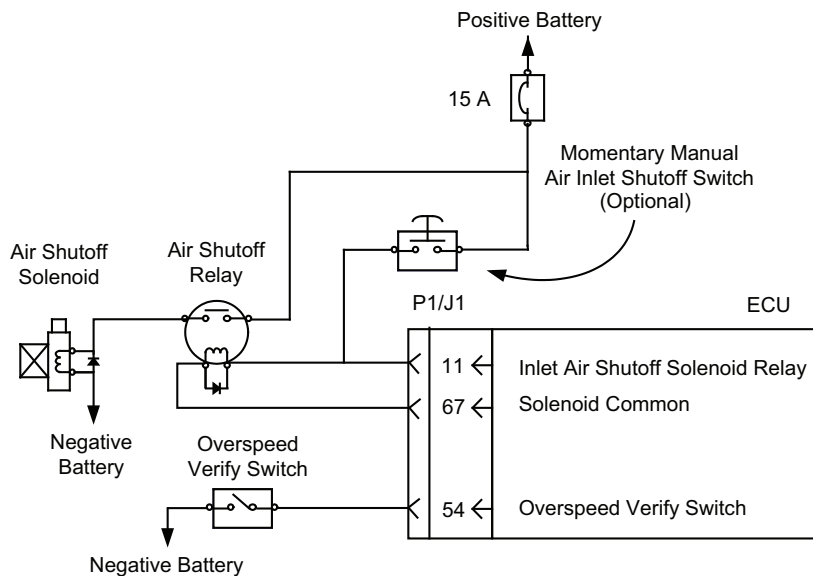 Positive Battery
15 A
Momentary Manual
Air Inlet Shutoff Switch
(Optional)
Air Shutoff
Solenoid
Air Shutoff
Relay
P1/J1
ECU
11
Inlet Air Shutoff Solenoid Relay
67
Solenoid Common
Negative
Battery
Overspeed
Verify Switch
54
Overspeed Verify Switch
Negative Battery